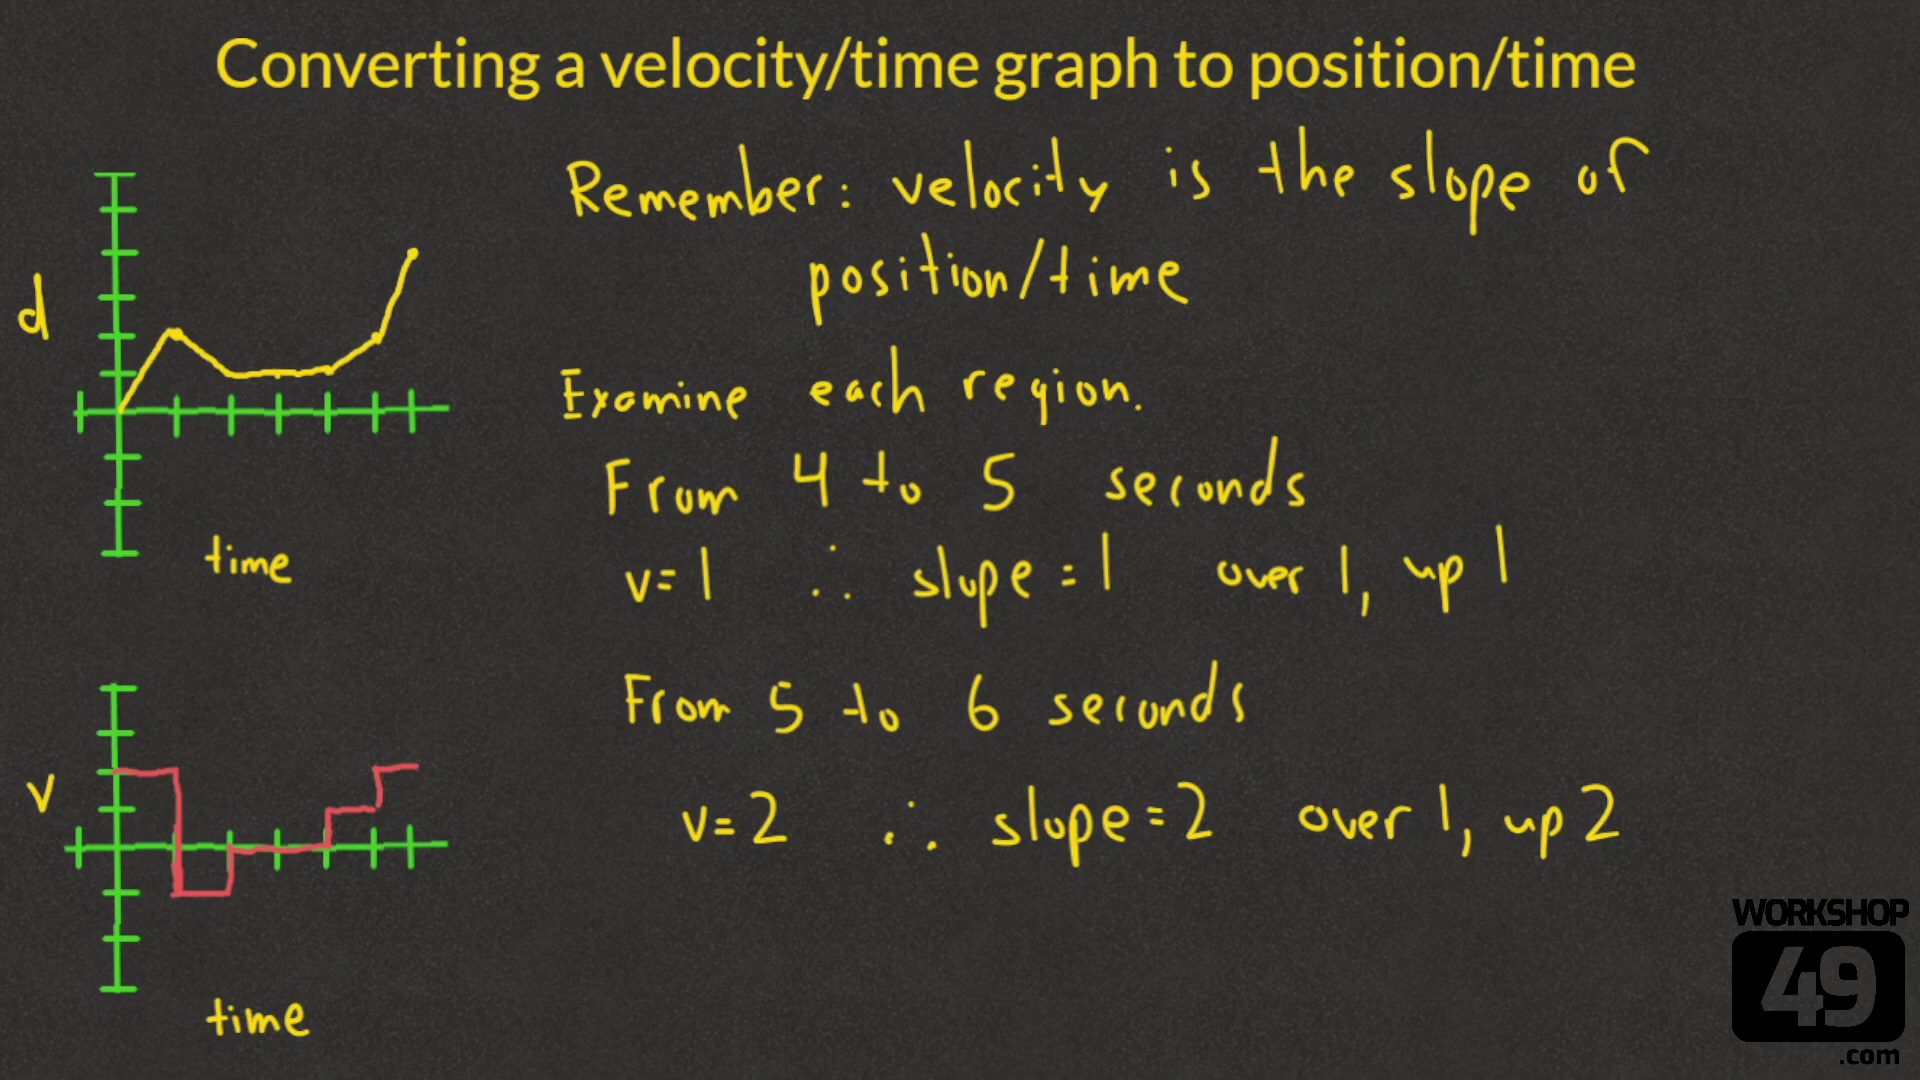 Converting a velocity/time graph to position/time
Remember: velocity is the slope of
position/time
Examine each region.
From 4 to 5 seconds
v=1 ∴ slope=1 over 1, up 1
From 5 to 6 seconds
v=2 ∴ slope=2 over 1, up 2
d
time
v
time
WORKSHOP
49
.com